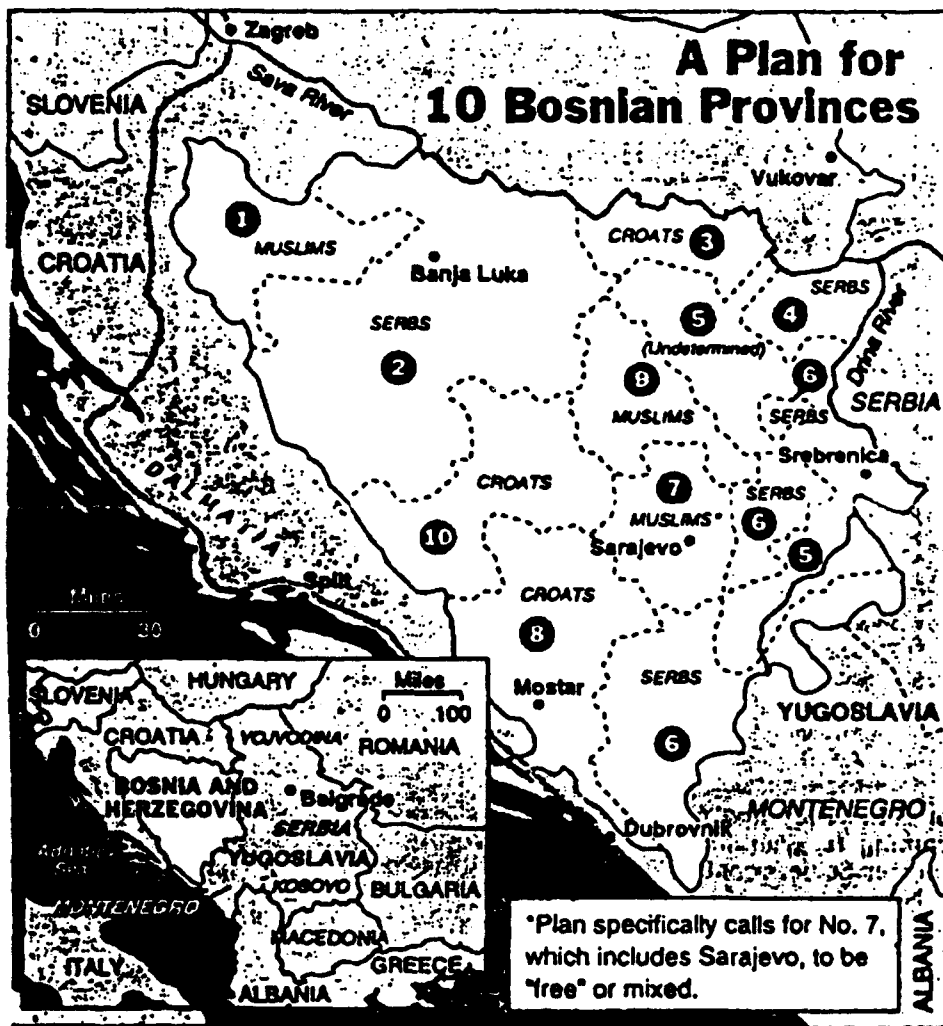 A Plan for
10 Bosnian Provinces
Zagreb
Sava River
SLOVENIA
Vukovar
CROATIA
1
MUSLIMS
Banja Luka
CROATS
3
SERBS
4
SERBS
2
5
(Undetermined)
Drina River
9
MUSLIMS
6
SERBS
SERBIA
Srebrenica
CROATS
10
7
MUSLIMS*
Sarajevo
SERBS
6
5
DALMATIA
Split
Miles
0
CROATS
8
Mostar
SERBS
6
YUGOSLAVIA
MONTENEGRO
Dubrovnik
ALBANIA
SLOVENIA
HUNGARY
Miles
0 100
CROATIA
VOJVODINA
ROMANIA
BOSNIA AND
HERZEGOVINA
Belgrade
SERBIA
YUGOSLAVIA
KOSOVO
BULGARIA
MONTENEGRO
MACEDONIA
ITALY
GREECE
ALBANIA
*Plan specifically calls for No. 7,
which includes Sarajevo, to be
"free" or mixed.